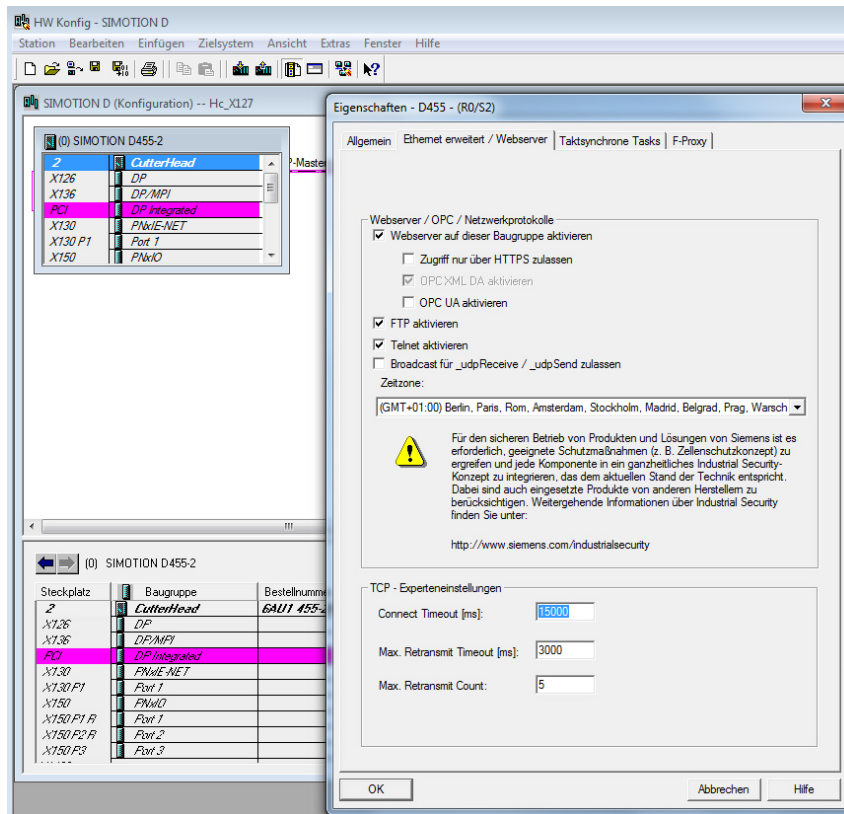 HW Konfig - SIMOTION D
Station Bearbeiten Einfügen Zielsystem Ansicht Extras Fenster Hilfe
SIMOTION D (Konfiguration) -- Hc_X127
(0) SIMOTION D455-2
2 CutterHead
X126 DP
X136 DP/MPI
PCI DP Integrated
X130 PNxIE-NET
X130 P1 Port 1
X150 PNxIO
-Master
(0) SIMOTION D455-2
Steckplatz Baugruppe
2 CutterHead 6AU1 455-2
X126 DP
X136 DP/MPI
PCI DP Integrated
X130 PNxIE-NET
X130 P1 Port 1
X150 PNxIO
X150 P1 R Port 1
X150 P2 R Port 2
X150 P3 Port 3
Eigenschaften - D455 - (R0/S2)
Allgemein Ethernet erweitert / Webserver Taktsynchrone Tasks F-Proxy
Webserver / OPC / Netzwerkprotokolle
Webserver auf dieser Baugruppe aktivieren
Zugriff nur über HTTPS zulassen
OPC XML DA aktivieren
OPC UA aktivieren
FTP aktivieren
Telnet aktivieren
Broadcast für _udpReceive / _udpSend zulassen
Zeitzone:
(GMT+01:00) Berlin, Paris, Rom, Amsterdam, Stockholm, Madrid, Belgrad, Prag, Warsch
Für den sicheren Betrieb von Produkten und Lösungen von Siemens ist es
erforderlich, geeignete Schutzmaßnahmen (z. B. Zellenschutzkonzept) zu
ergreifen und jede Komponente in ein ganzheitliches Industrial Security-
Konzept zu integrieren, das dem aktuellen Stand der Technik entspricht.
Dabei sind auch eingesetzte Produkte von anderen Herstellern zu
berücksichtigen. Weitergehende Informationen über Industrial Security
finden Sie unter:
http://www.siemens.com/industrialsecurity
TCP - Experteneinstellungen
Connect Timeout [ms]: 15000
Max. Retransmit Timeout [ms]: 3000
Max. Retransmit Count: 5
OK Abbrechen Hilfe